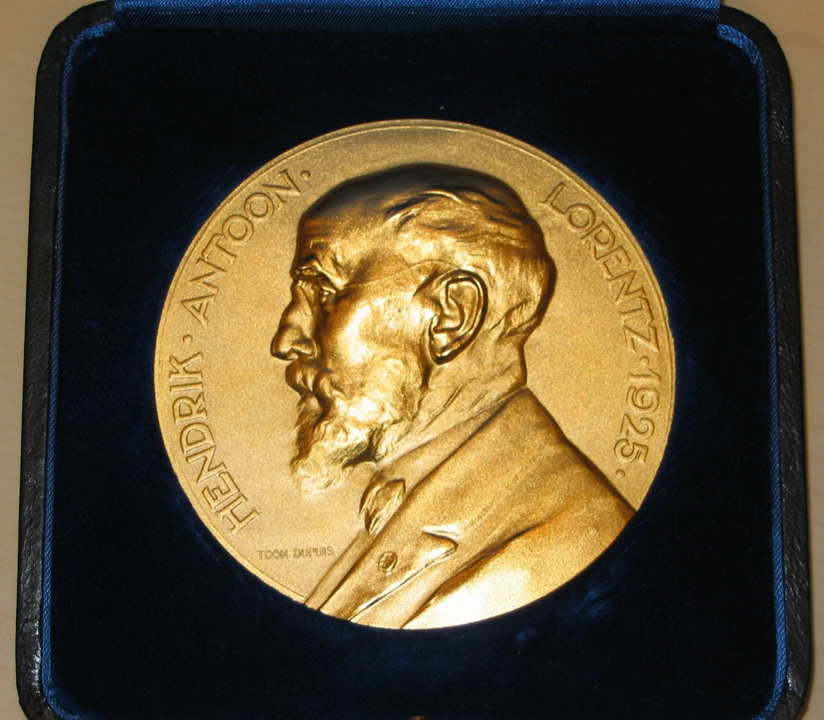 HENDRIK · ANTOON ·
LORENTZ · 1925 .
TOON DUPUIS